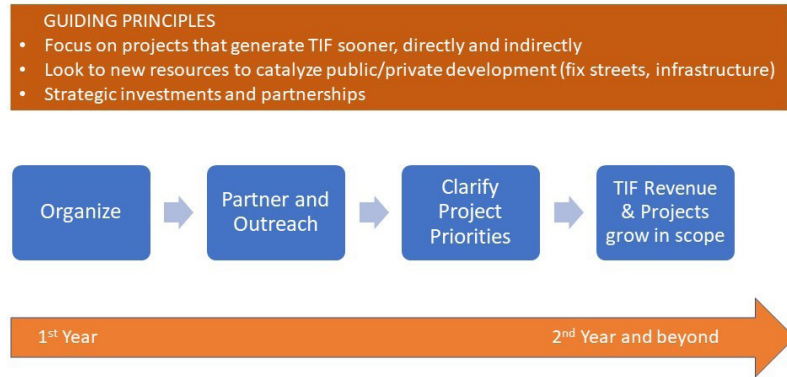 GUIDING PRINCIPLES
• Focus on projects that generate TIF sooner, directly and indirectly
• Look to new resources to catalyze public/private development (fix streets, infrastructure)
• Strategic investments and partnerships
Organize
Partner and
Outreach
Clarify
Project
Priorities
TIF Revenue
& Projects
grow in scope
1st Year
2nd Year and beyond